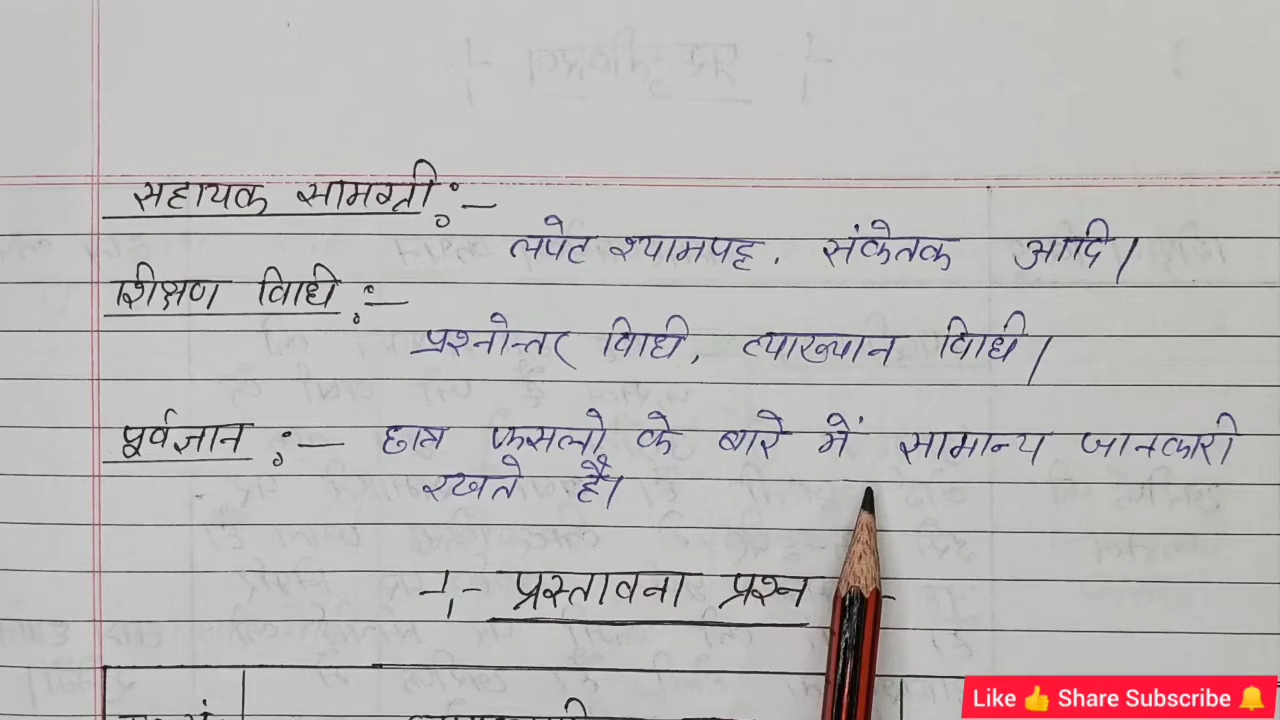 सहायक सामग्री :-
लपेट श्यामपट्ट, संकेतक आदि।
शिक्षण विधि :-
प्रश्नोत्तर विधि, व्याख्यान विधि।
पूर्वज्ञान :- छात्र फसलो के बारे में सामान्य जानकारी
रखते है।
-:- प्रस्तावना प्रश्न
Like 👍 Share Subscribe 🔔